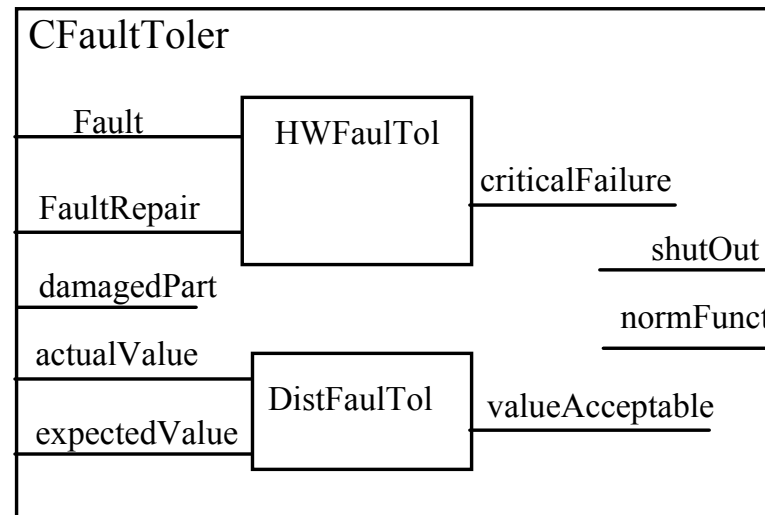 CFaultToler
Fault
HWFaulTol
criticalFailure
FaultRepair
shutOut
damagedPart
normFunct
actualValue
DistFaulTol
valueAcceptable
expectedValue